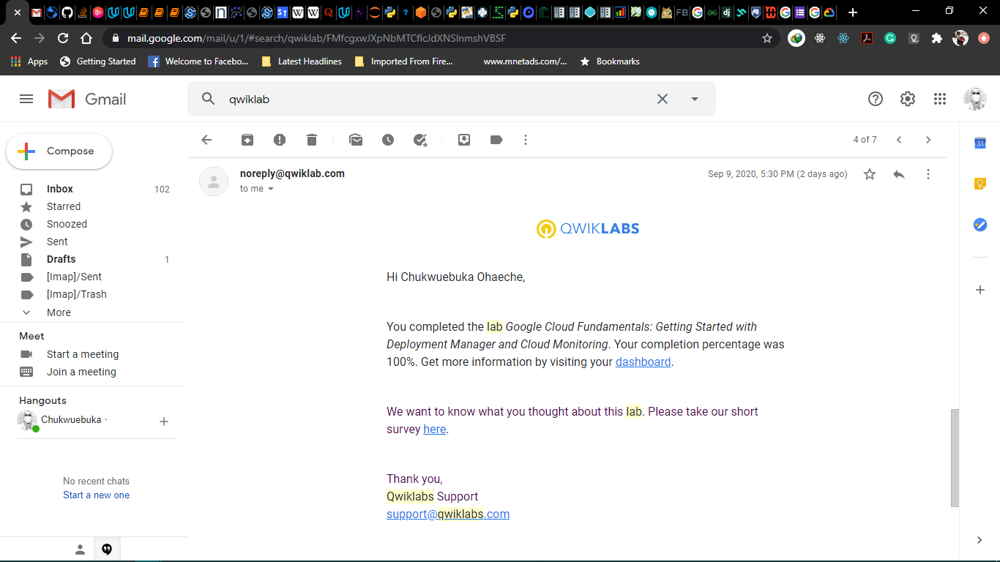 mail.google.com/mail/u/1/#search/qwiklab/FMfcgxwJXpNbMTCflcJdXNSlnmshVBSF
Apps
Getting Started
Welcome to Facebo...
Latest Headlines
Imported From Fire...
www.mnetads.com/...
Bookmarks
Gmail
qwiklab
Compose
4 of 7
Inbox 102
Starred
Snoozed
Sent
Drafts 1
[Imap]/Sent
[Imap]/Trash
More
Meet
Start a meeting
Join a meeting
Hangouts
Chukwuebuka
No recent chats
Start a new one
noreply@qwiklab.com
Sep 9, 2020, 5:30 PM (2 days ago)
to me
QWIKLABS
Hi Chukwuebuka Ohaeche,
You completed the lab Google Cloud Fundamentals: Getting Started with
Deployment Manager and Cloud Monitoring. Your completion percentage was
100%. Get more information by visiting your dashboard.
We want to know what you thought about this lab. Please take our short
survey here.
Thank you,
Qwiklabs Support
support@qwiklabs.com
31